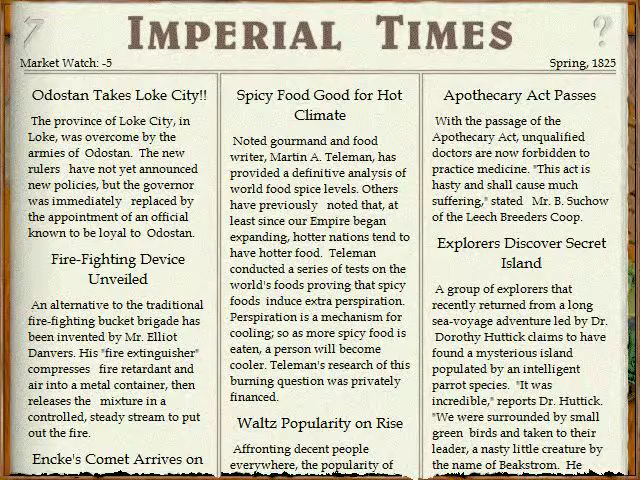 7 IMPERIAL TIMES ?
Market Watch: -5
Spring, 1825
Odostan Takes Loke City!!
The province of Loke City, in
Loke, was overcome by the
armies of Odostan. The new
rulers have not yet announced
new policies, but the governor
was immediately replaced by
the appointment of an official
known to be loyal to Odostan.
Fire-Fighting Device
Unveiled
An alternative to the traditional
fire-fighting bucket brigade has
been invented by Mr. Elliot
Danvers. His "fire extinguisher"
compresses fire retardant and
air into a metal container, then
releases the mixture in a
controlled, steady stream to put
out the fire.
Encke's Comet Arrives on
Spicy Food Good for Hot
Climate
Noted gourmand and food
writer, Martin A. Teleman, has
provided a definitive analysis of
world food spice levels. Others
have previously noted that, at
least since our Empire began
expanding, hotter nations tend to
have hotter food. Teleman
conducted a series of tests on the
world's foods proving that spicy
foods induce extra perspiration.
Perspiration is a mechanism for
cooling; so as more spicy food is
eaten, a person will become
cooler. Teleman's research of this
burning question was privately
financed.
Waltz Popularity on Rise
Affronting decent people
everywhere, the popularity of
Apothecary Act Passes
With the passage of the
Apothecary Act, unqualified
doctors are now forbidden to
practice medicine. "This act is
hasty and shall cause much
suffering," stated Mr. B. Suchow
of the Leech Breeders Coop.
Explorers Discover Secret
Island
A group of explorers that
recently returned from a long
sea-voyage adventure led by Dr.
Dorothy Huttick claims to have
found a mysterious island
populated by an intelligent
parrot species. "It was
incredible," reports Dr. Huttick.
"We were surrounded by small
green birds and taken to their
leader, a nasty little creature by
the name of Beakstrom. He